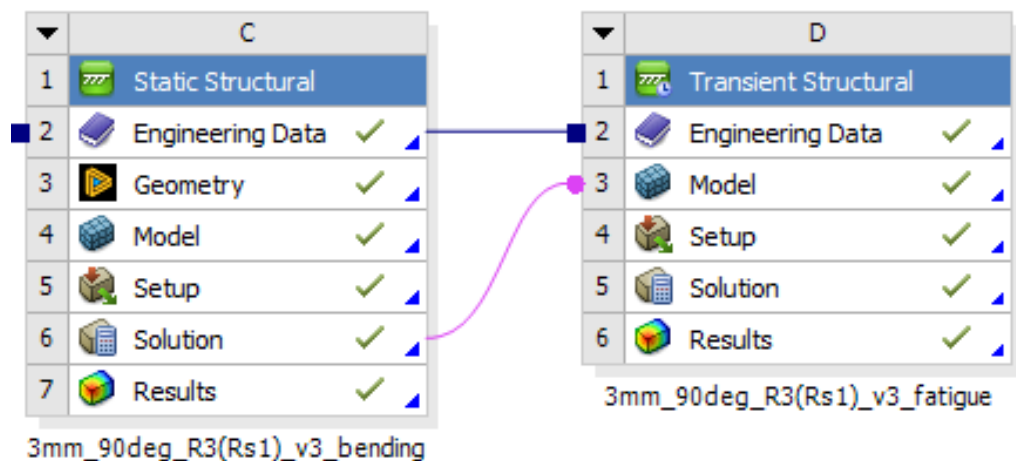 C
1 Static Structural
2 Engineering Data
3 Geometry
4 Model
5 Setup
6 Solution
7 Results
3mm_90deg_R3(Rs1)_v3_bending
D
1 Transient Structural
2 Engineering Data
3 Model
4 Setup
5 Solution
6 Results
3mm_90deg_R3(Rs1)_v3_fatigue